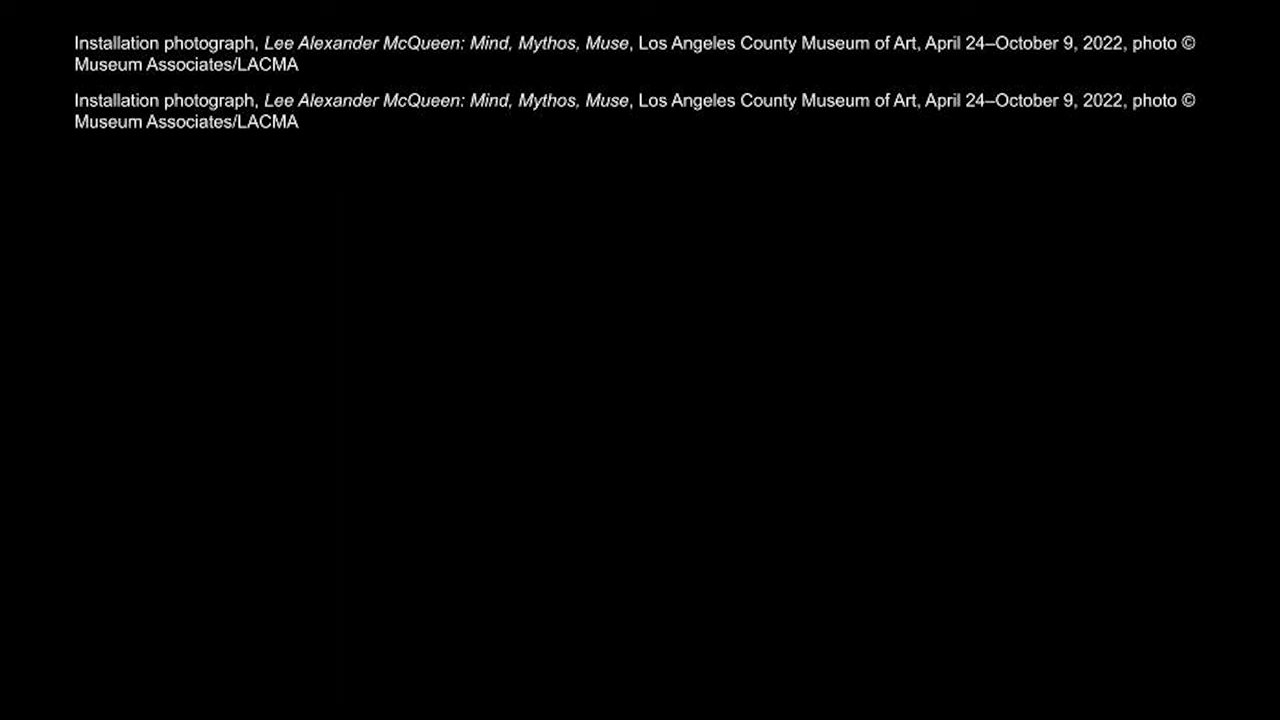 Installation photograph, Lee Alexander McQueen: Mind, Mythos, Muse, Los Angeles County Museum of Art, April 24–October 9, 2022, photo ©
Museum Associates/LACMA
Installation photograph, Lee Alexander McQueen: Mind, Mythos, Muse, Los Angeles County Museum of Art, April 24–October 9, 2022, photo ©
Museum Associates/LACMA